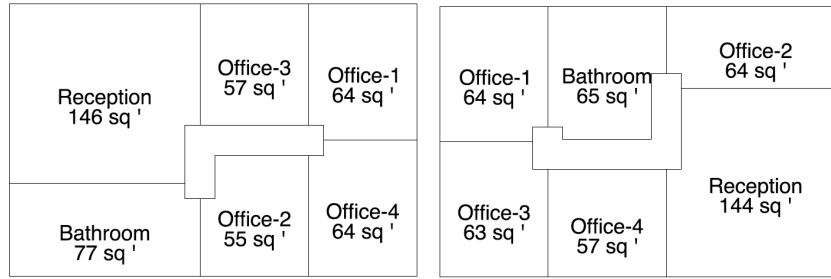 Reception
146 sq '
Office-3
57 sq '
Office-1
64 sq '
Bathroom
77 sq '
Office-2
55 sq '
Office-4
64 sq '
Office-1
64 sq '
Bathroom
65 sq '
Office-2
64 sq '
Office-3
63 sq '
Office-4
57 sq '
Reception
144 sq '